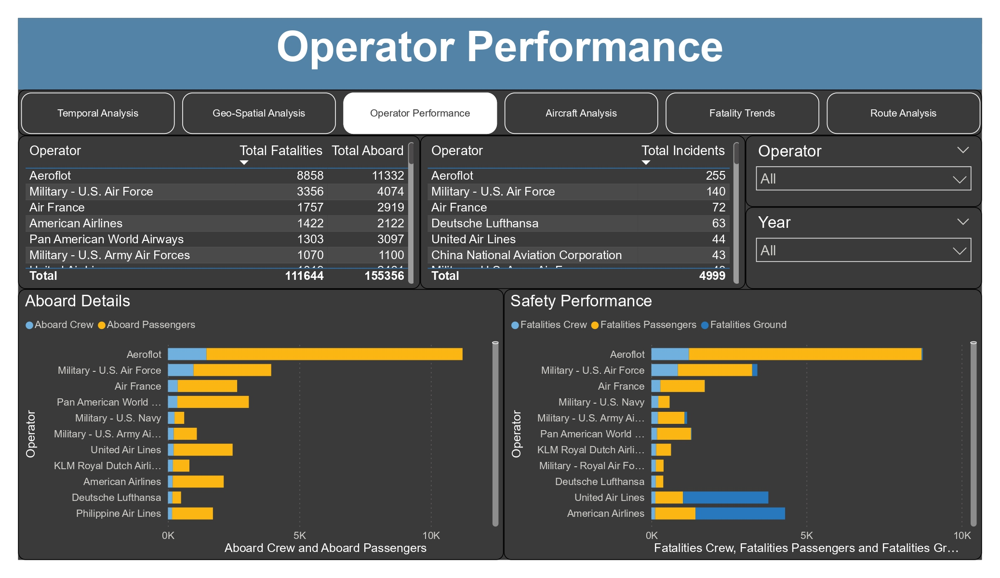 Operator Performance
Temporal Analysis
Geo-Spatial Analysis
Operator Performance
Aircraft Analysis
Fatality Trends
Route Analysis
Operator Total Fatalities Total Aboard
Aeroflot 8858 11332
Military - U.S. Air Force 3356 4074
Air France 1757 2919
American Airlines 1422 2122
Pan American World Airways 1303 3097
Military - U.S. Army Air Forces 1070 1100
Total 111644 155356
Operator Total Incidents
Aeroflot 255
Military - U.S. Air Force 140
Air France 72
Deutsche Lufthansa 63
United Air Lines 44
China National Aviation Corporation 43
Total 4999
Operator
All
Year
All
Aboard Details
Aboard Crew Aboard Passengers
Operator
Aeroflot
Military - U.S. Air Force
Air France
Pan American World …
Military - U.S. Navy
Military - U.S. Army Ai…
United Air Lines
KLM Royal Dutch Airli…
American Airlines
Deutsche Lufthansa
Philippine Air Lines
0K 5K 10K
Aboard Crew and Aboard Passengers
Safety Performance
Fatalities Crew Fatalities Passengers Fatalities Ground
Operator
Aeroflot
Military - U.S. Air Force
Air France
Military - U.S. Navy
Military - U.S. Army Ai…
Pan American World …
KLM Royal Dutch Airli…
Military - Royal Air Fo…
Deutsche Lufthansa
United Air Lines
American Airlines
0K 5K 10K
Fatalities Crew, Fatalities Passengers and Fatalities Gr…